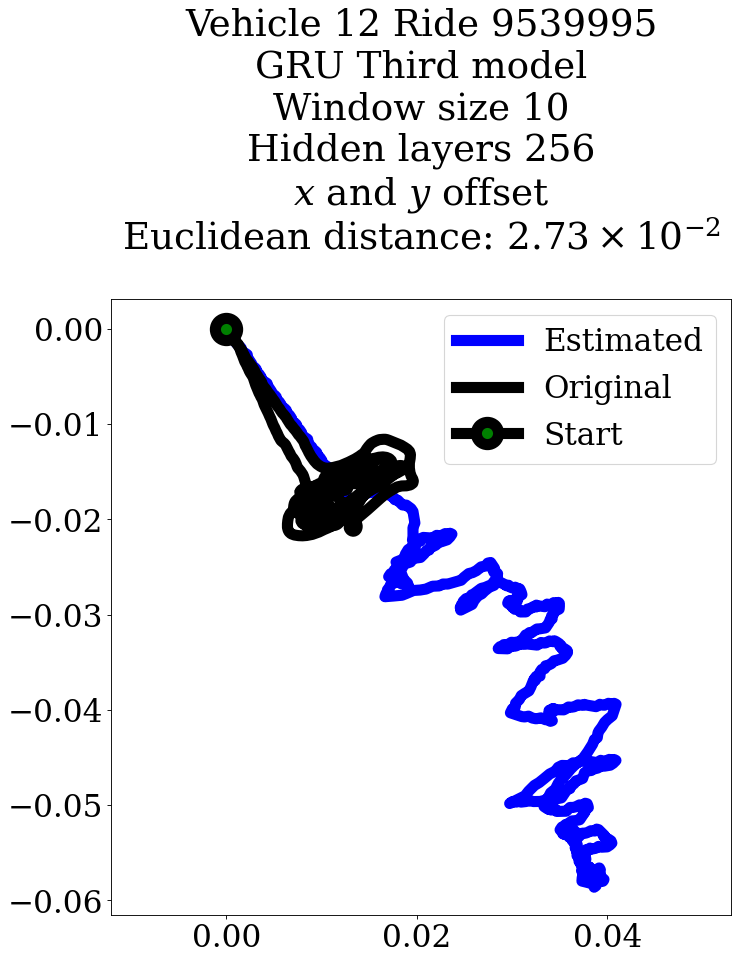 Vehicle 12 Ride 9539995
GRU Third model
Window size 10
Hidden layers 256
x and y offset
Euclidean distance: 2.73 × 10⁻²
Estimated
Original
Start
0.00
−0.01
−0.02
−0.03
−0.04
−0.05
−0.06
0.00 0.02 0.04